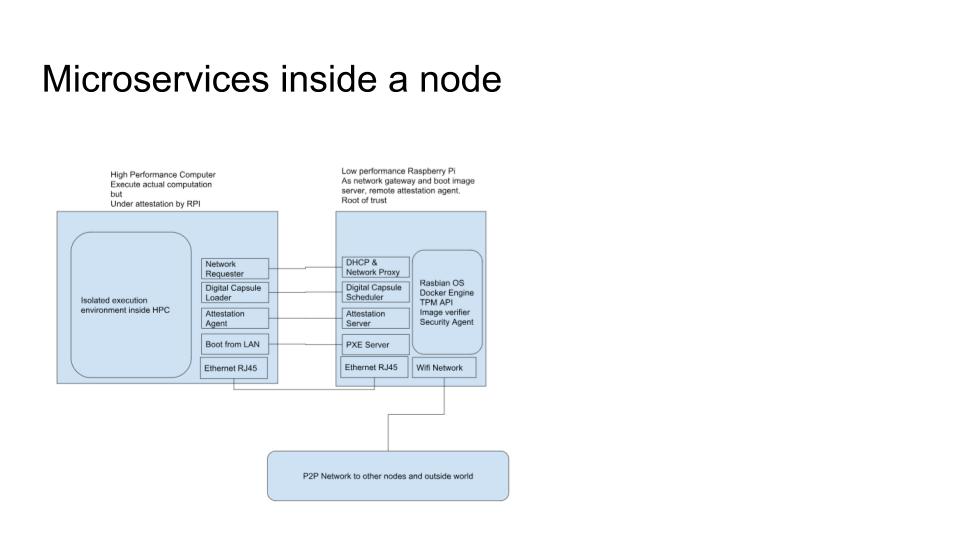 Microservices inside a node
High Performance Computer
Execute actual computation
but
Under attestation by RPI
Low performance Raspberry Pi
As network gateway and boot image
server, remote attestation agent.
Root of trust
Isolated execution
environment inside HPC
Network
Requester
Digital Capsule
Loader
Attestation
Agent
Boot from LAN
Ethernet RJ45
DHCP &
Network Proxy
Digital Capsule
Scheduler
Attestation
Server
PXE Server
Ethernet RJ45
Rasbian OS
Docker Engine
TPM API
Image verifier
Security Agent
Wifi Network
P2P Network to other nodes and outside world